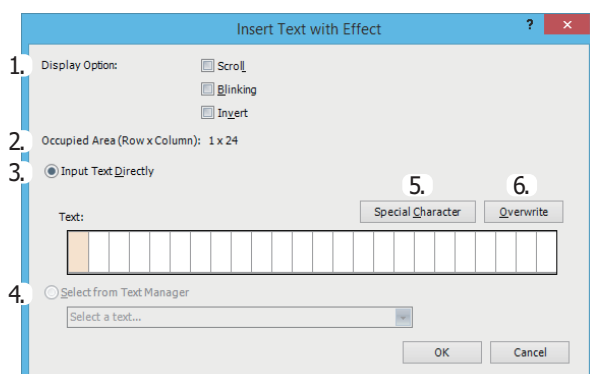 Insert Text with Effect ? ×
1. Display Option: Scroll
Blinking
Invert
2. Occupied Area (Row x Column): 1 x 24
3. Input Text Directly
5. 6.
Text: Special Character Overwrite
4. Select from Text Manager
Select a text...
OK Cancel